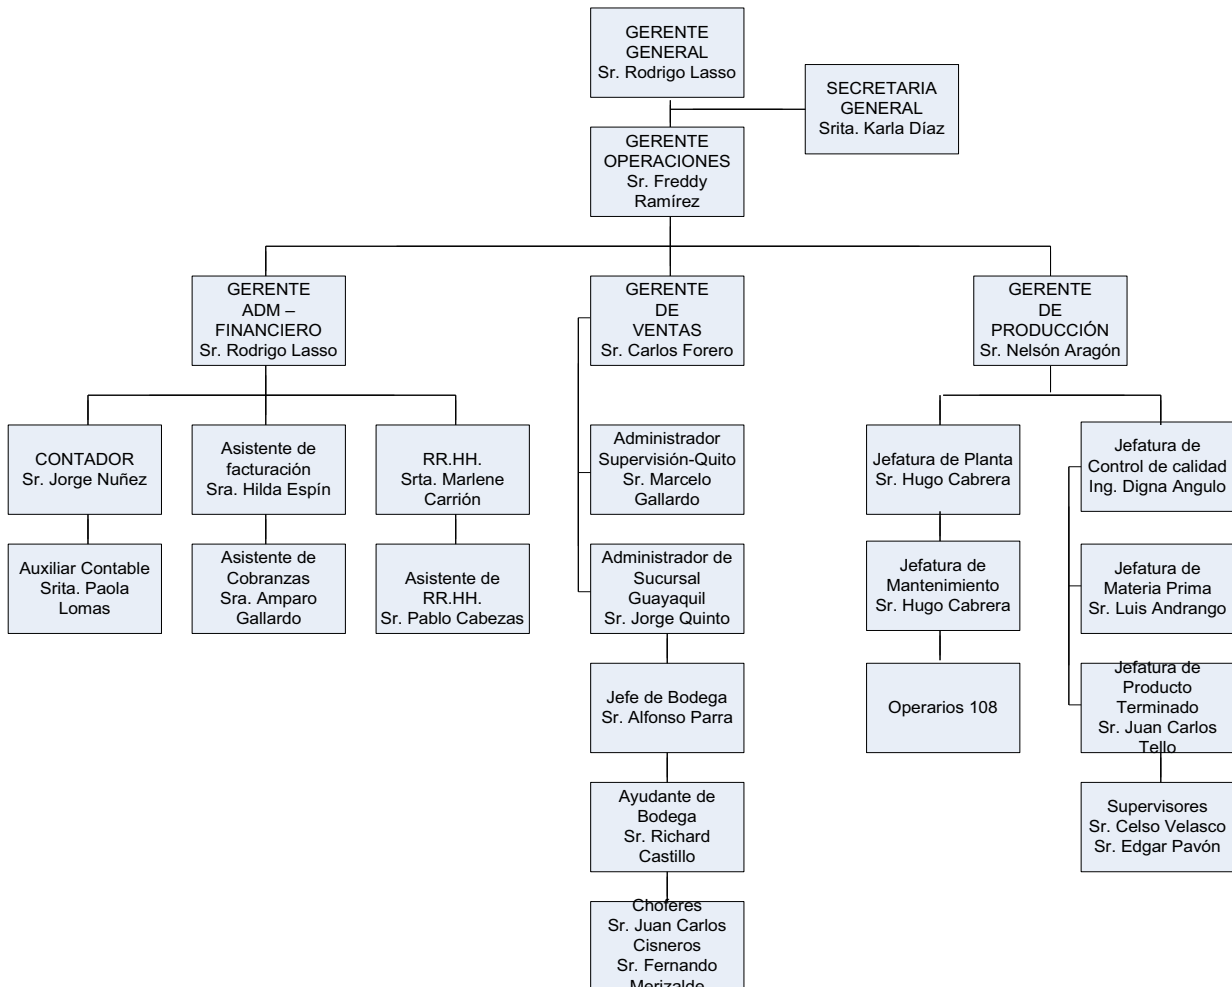 GERENTE
GENERAL
Sr. Rodrigo Lasso
SECRETARIA
GENERAL
Srita. Karla Díaz
GERENTE
OPERACIONES
Sr. Freddy
Ramírez
GERENTE
ADM –
FINANCIERO
Sr. Rodrigo Lasso
GERENTE
DE
VENTAS
Sr. Carlos Forero
GERENTE
DE
PRODUCCIÓN
Sr. Nelsón Aragón
CONTADOR
Sr. Jorge Nuñez
Asistente de
facturación
Sra. Hilda Espín
RR.HH.
Srta. Marlene
Carrión
Administrador
Supervisión-Quito
Sr. Marcelo
Gallardo
Jefatura de Planta
Sr. Hugo Cabrera
Jefatura de
Control de calidad
Ing. Digna Angulo
Auxiliar Contable
Srita. Paola
Lomas
Asistente de
Cobranzas
Sra. Amparo
Gallardo
Asistente de
RR.HH.
Sr. Pablo Cabezas
Administrador de
Sucursal
Guayaquil
Sr. Jorge Quinto
Jefatura de
Mantenimiento
Sr. Hugo Cabrera
Jefatura de
Materia Prima
Sr. Luis Andrango
Jefe de Bodega
Sr. Alfonso Parra
Operarios 108
Jefatura de
Producto
Terminado
Sr. Juan Carlos
Tello
Ayudante de
Bodega
Sr. Richard
Castillo
Supervisores
Sr. Celso Velasco
Sr. Edgar Pavón
Choferes
Sr. Juan Carlos
Cisneros
Sr. Fernando
Merizalde